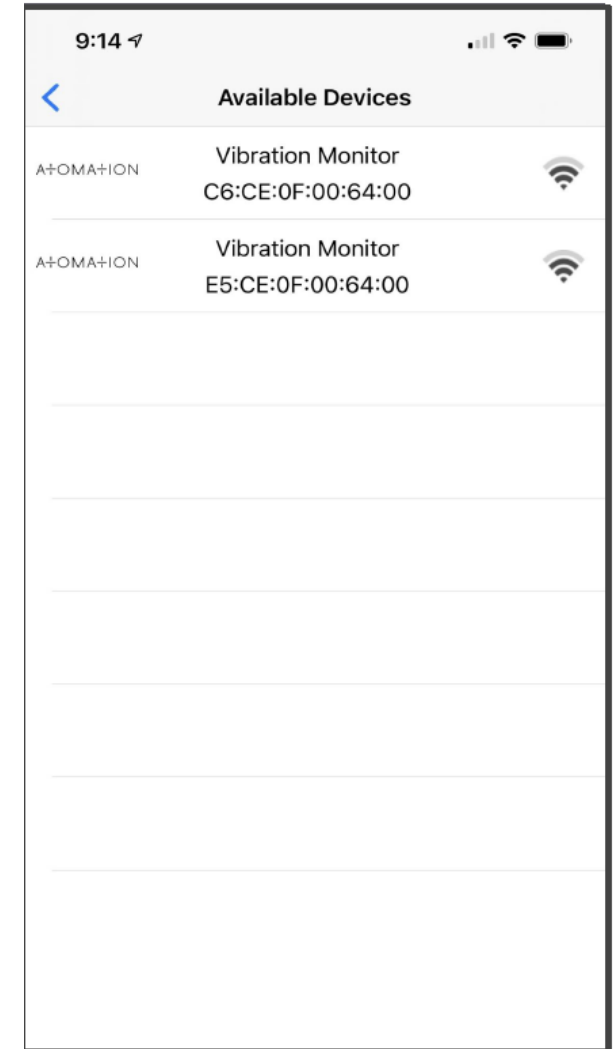 9:14
Available Devices
A÷OMA÷ION
Vibration Monitor
C6:CE:0F:00:64:00
A÷OMA÷ION
Vibration Monitor
E5:CE:0F:00:64:00